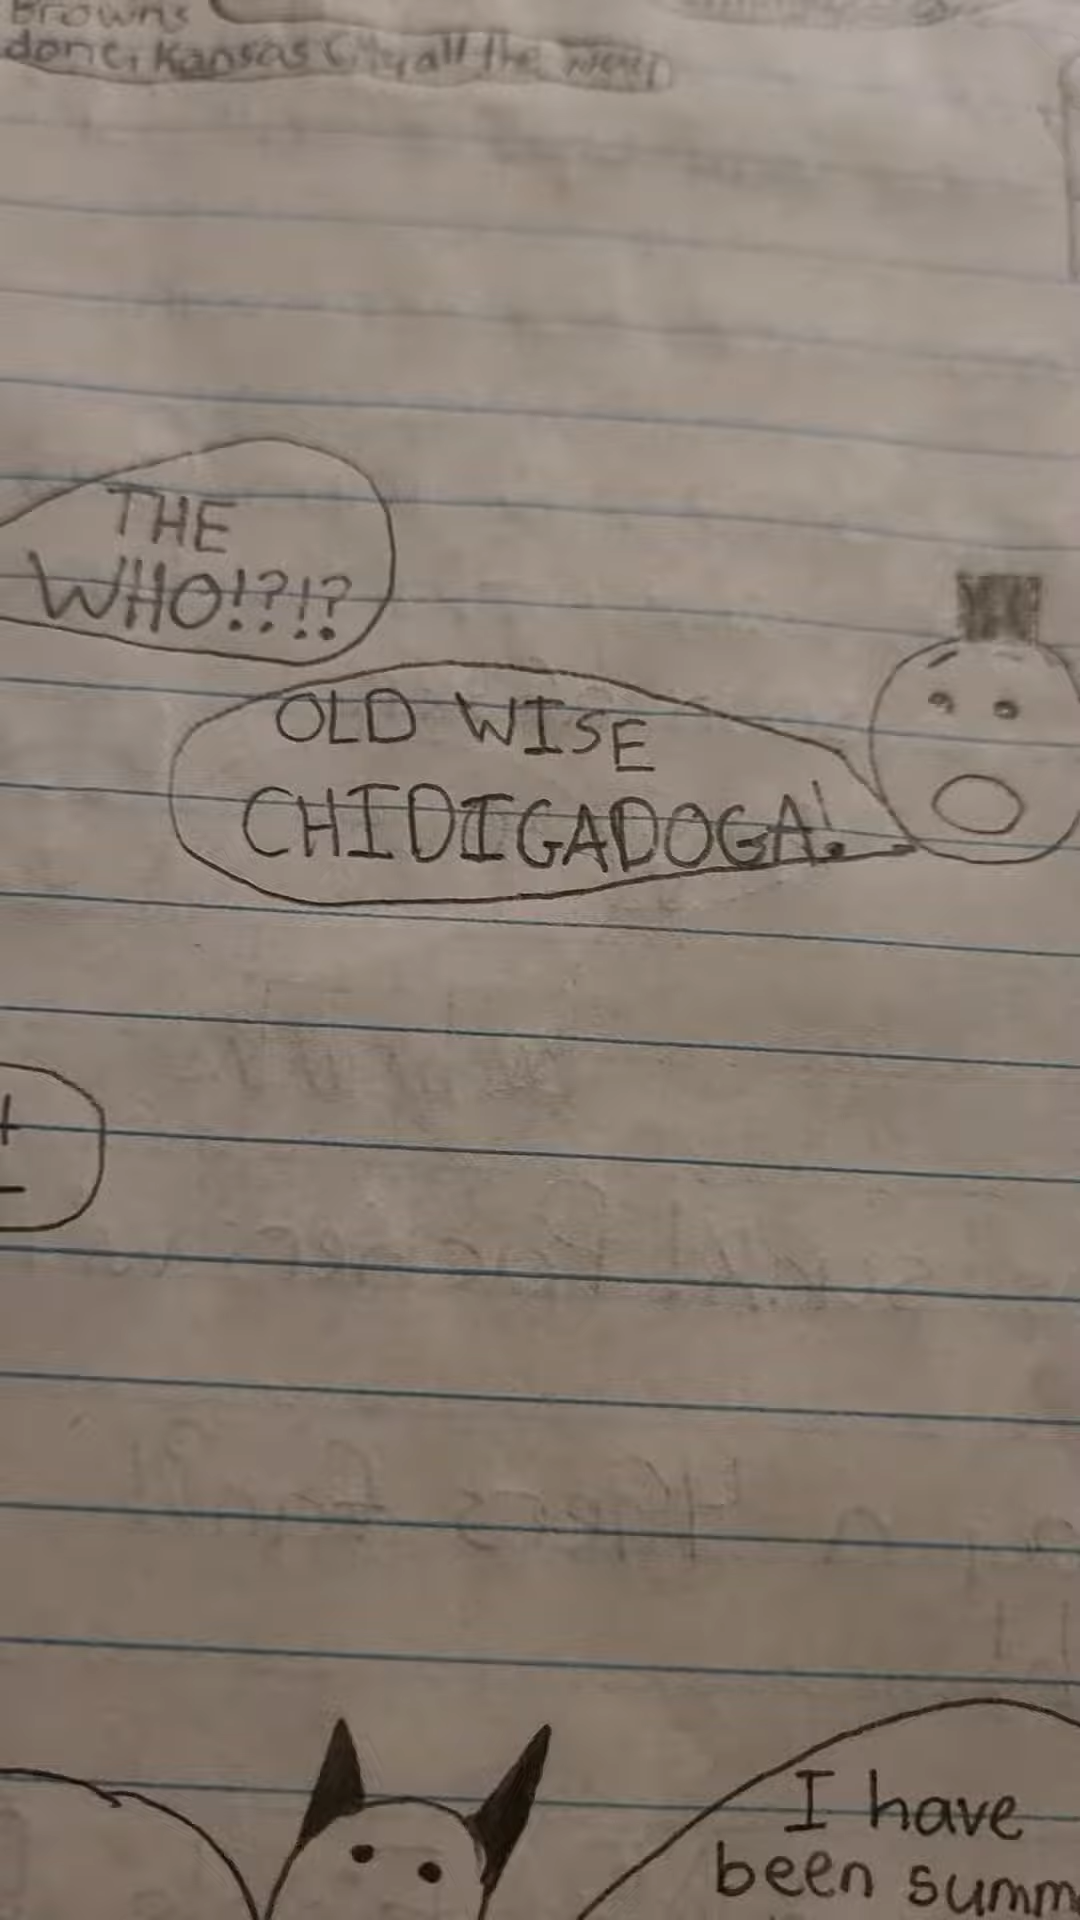 Browns
done, Kansas City all the way
THE
WHO!?!?
OLD WISE
CHIDIGADOGA!
I have
been summ